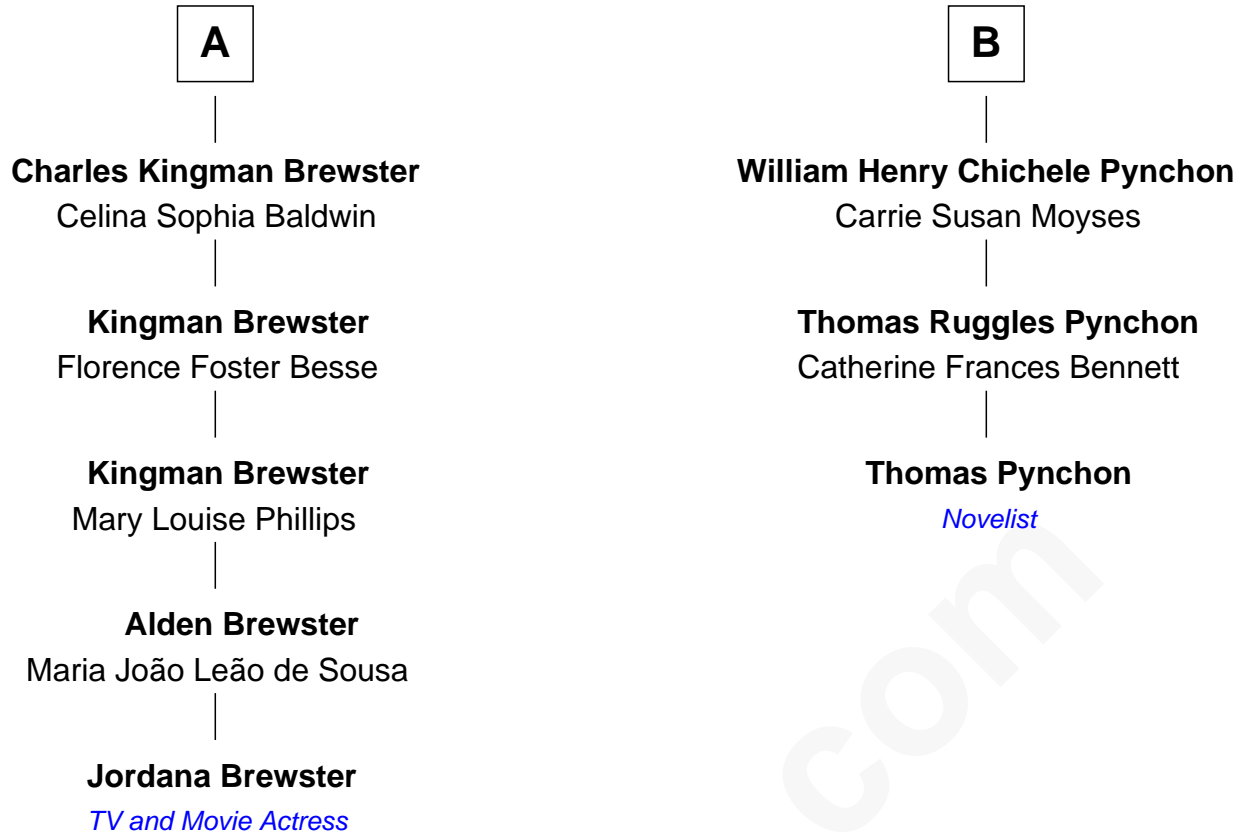 A
Charles Kingman Brewster
Celina Sophia Baldwin
Kingman Brewster
Florence Foster Besse
Kingman Brewster
Mary Louise Phillips
Alden Brewster
Maria João Leão de Sousa
Jordana Brewster
TV and Movie Actress
B
William Henry Chichele Pynchon
Carrie Susan Moyses
Thomas Ruggles Pynchon
Catherine Frances Bennett
Thomas Pynchon
Novelist
com